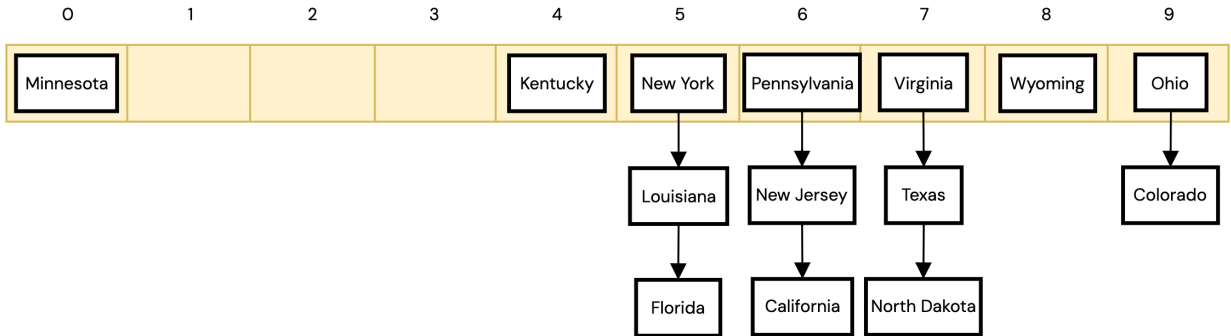 0 1 2 3 4 5 6 7 8 9
Minnesota Kentucky New York Pennsylvania Virginia Wyoming Ohio
Louisiana New Jersey Texas Colorado
Florida California North Dakota